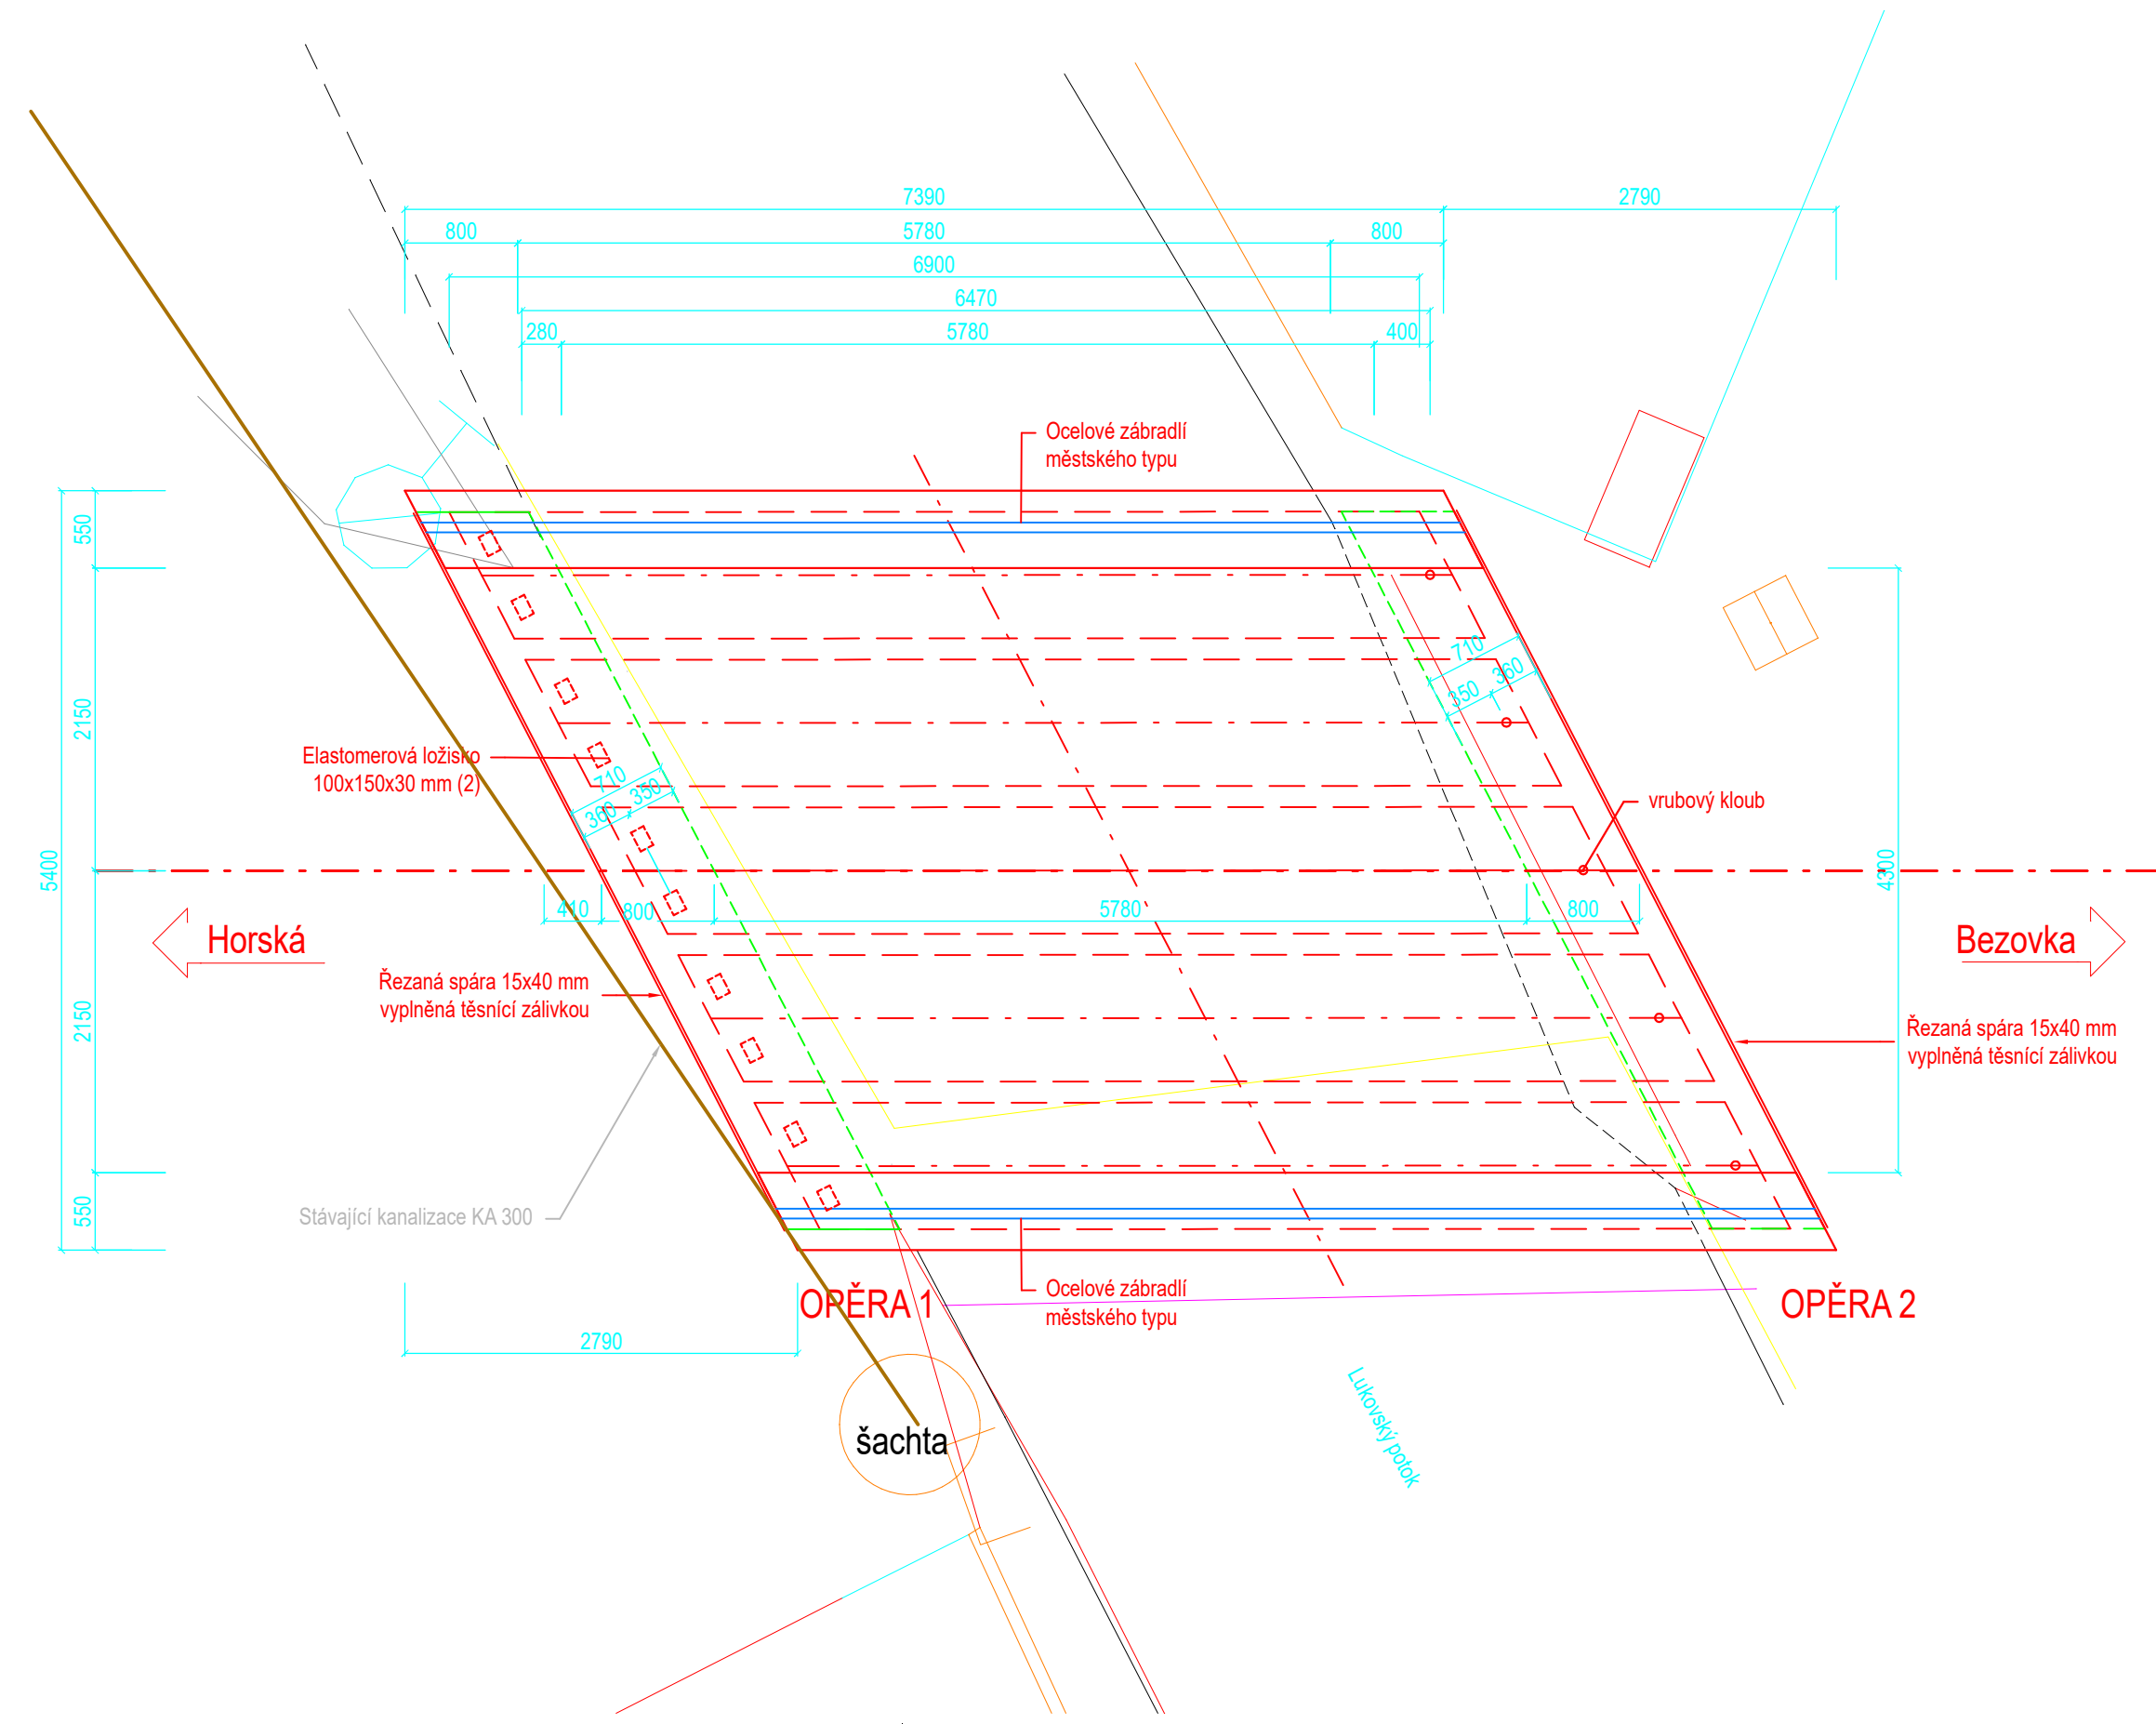 7390
2790
800
5780
800
6900
6470
280
5780
400
Ocelové zábradlí
městského typu
550
2150
5400
2150
550
710
360
350
Elastomerová ložisko
100x150x30 mm (2)
710
350
360
vrubový kloub
4300
410
800
5780
800
Horská
Bezovka
Řezaná spára 15x40 mm
vyplněná těsnící zálivkou
Řezaná spára 15x40 mm
vyplněná těsnící zálivkou
Stávající kanalizace KA 300
OPĚRA 1
Ocelové zábradlí
městského typu
OPĚRA 2
2790
šachta
Lukovský potok